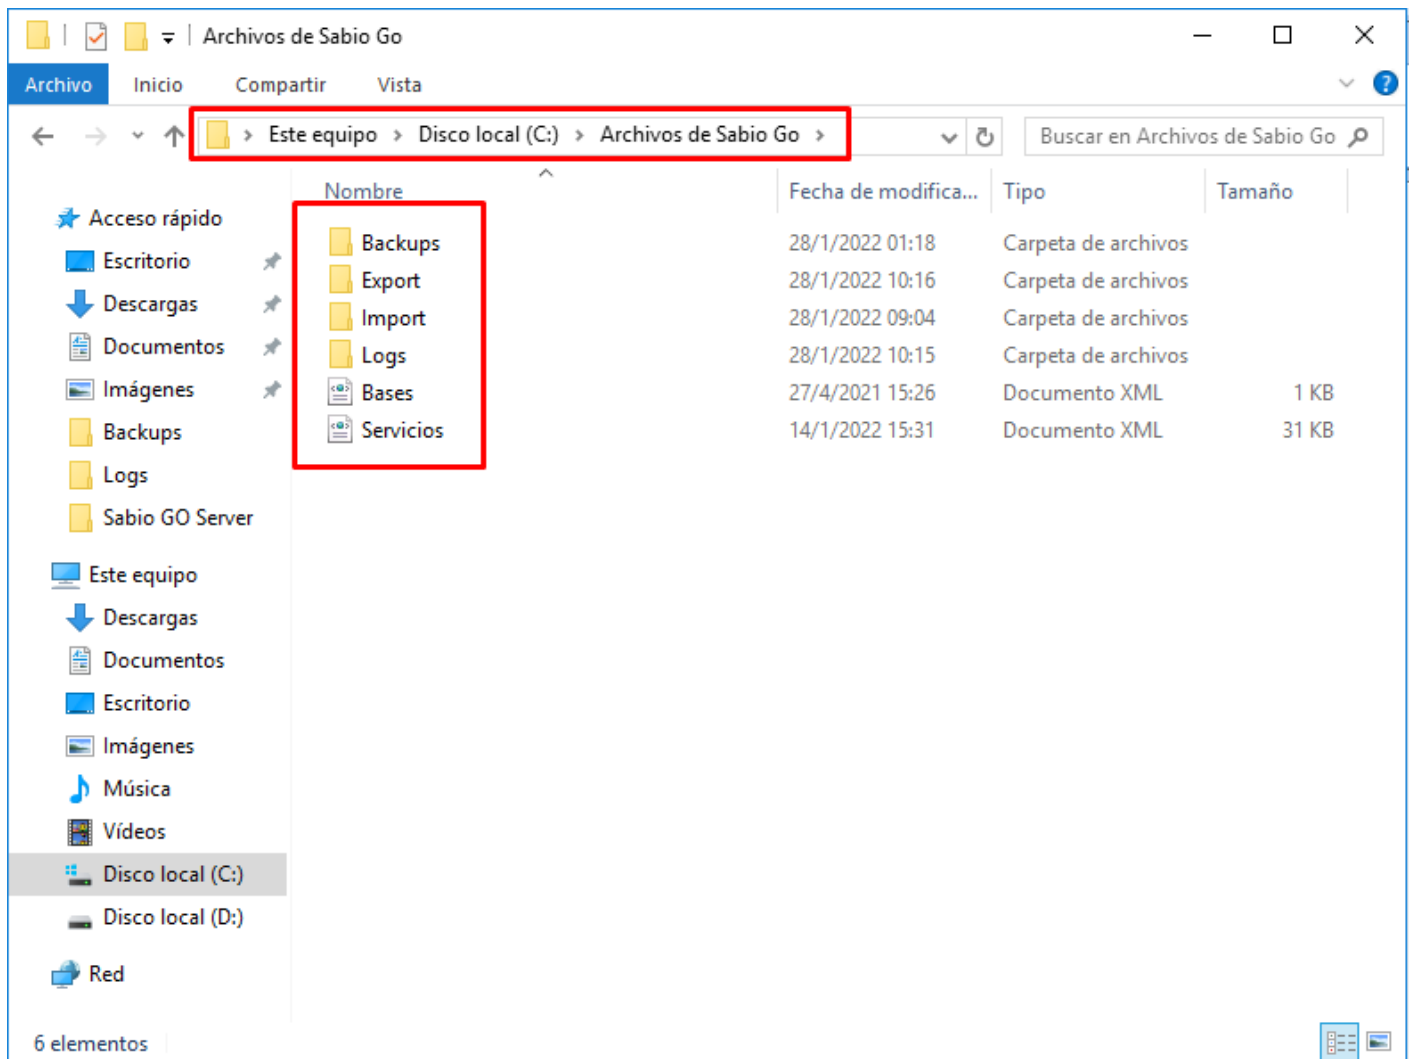 Archivos de Sabio Go
Archivo Inicio Compartir Vista
Este equipo Disco local (C:) Archivos de Sabio Go
Buscar en Archivos de Sabio Go
Acceso rápido
Escritorio
Descargas
Documentos
Imágenes
Backups
Logs
Sabio GO Server
Este equipo
Descargas
Documentos
Escritorio
Imágenes
Música
Vídeos
Disco local (C:)
Disco local (D:)
Red
Nombre Fecha de modifica... Tipo Tamaño
Backups 28/1/2022 01:18 Carpeta de archivos
Export 28/1/2022 10:16 Carpeta de archivos
Import 28/1/2022 09:04 Carpeta de archivos
Logs 28/1/2022 10:15 Carpeta de archivos
Bases 27/4/2021 15:26 Documento XML 1 KB
Servicios 14/1/2022 15:31 Documento XML 31 KB
6 elementos